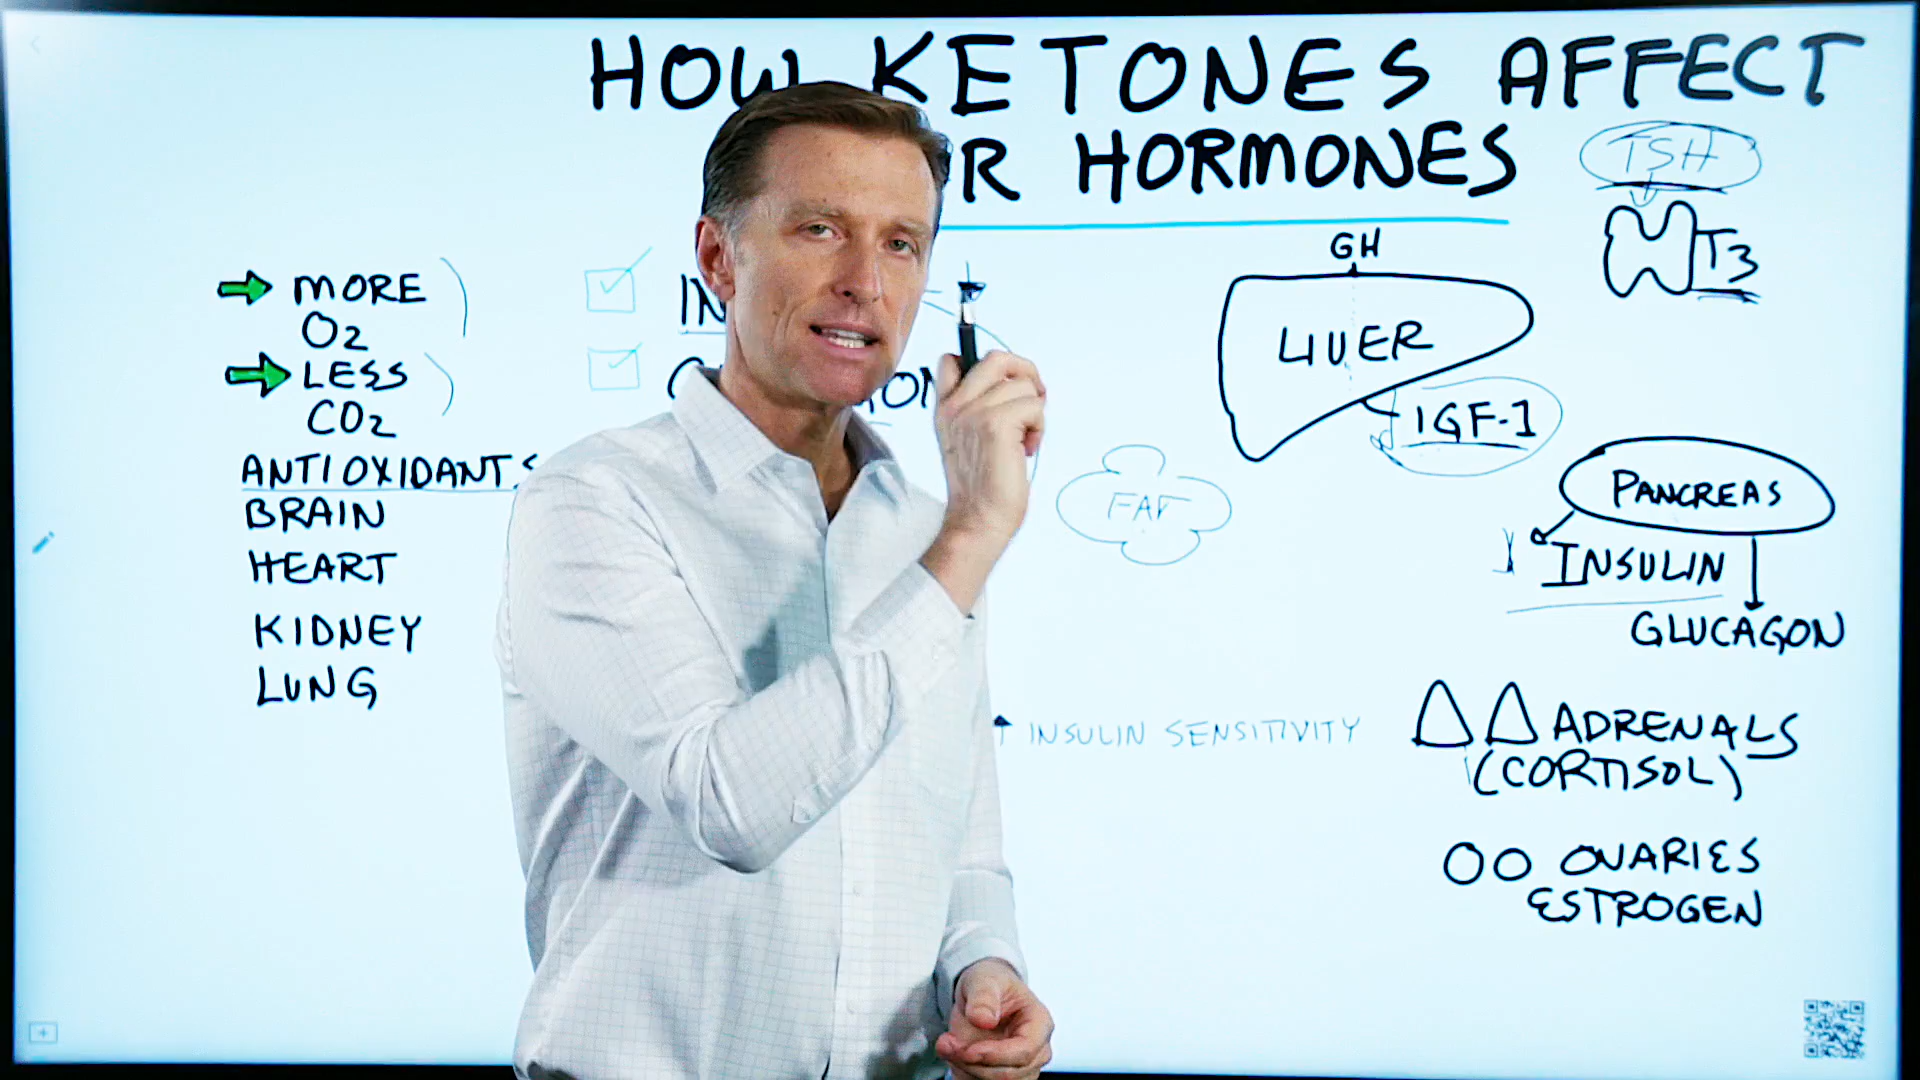 HOW KETONES AFFECT
R HORMONES
TSH
T3
GH
LIVER
IGF-1
MORE
O2
LESS
CO2
ANTIOXIDANTS
BRAIN
HEART
KIDNEY
LUNG
IN
FAT
PANCREAS
INSULIN
GLUCAGON
INSULIN SENSITIVITY
ADRENALS
(CORTISOL)
OVARIES
ESTROGEN